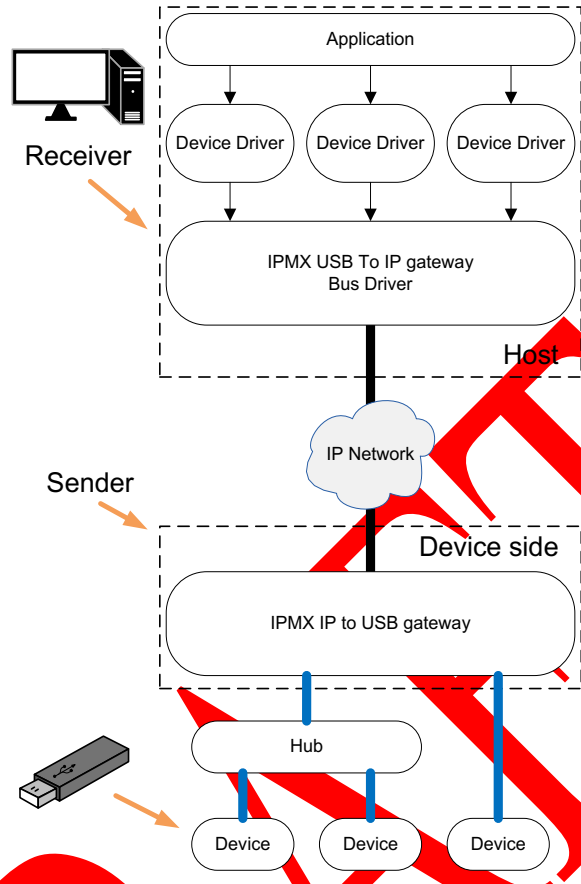 Application
Device Driver
Device Driver
Device Driver
Receiver
IPMX USB To IP gateway
Bus Driver
Host
IP Network
Sender
Device side
IPMX IP to USB gateway
Hub
Device
Device
Device